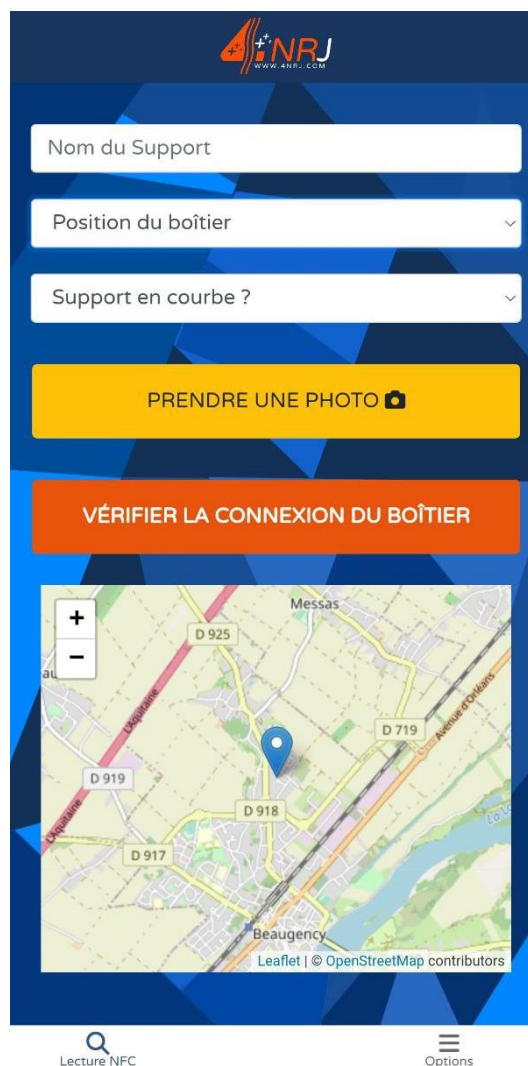 4NRJ
WWW.4NRJ.COM
Nom du Support
Position du boîtier
Support en courbe ?
PRENDRE UNE PHOTO
VÉRIFIER LA CONNEXION DU BOÎTIER
+
−
Messas
D 925
L'Aquitaine
Avenue d'Orléans
D 719
D 919
D 918
L'Aquitaine
D 917
Beaugency
Leaflet | © OpenStreetMap contributors
Lecture NFC
Options